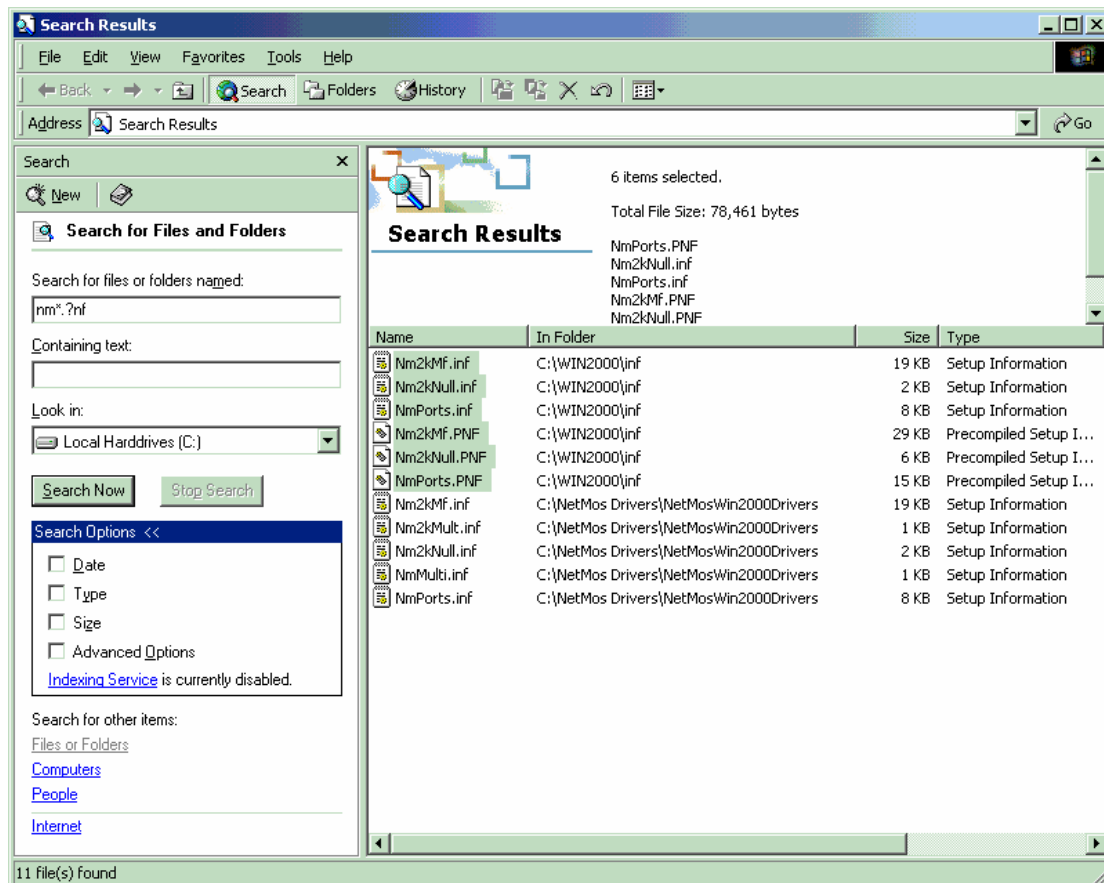 Search Results
File Edit View Favorites Tools Help
Back Search Folders History
Address Search Results Go
Search
New
Search for Files and Folders
Search for files or folders named:
nm*.?nf
Containing text:
Look in:
Local Harddrives (C:)
Search Now Stop Search
Search Options <<
Date
Type
Size
Advanced Options
Indexing Service is currently disabled.
Search for other items:
Files or Folders
Computers
People
Internet
Search Results
6 items selected.
Total File Size: 78,461 bytes
NmPorts.PNF
Nm2kNull.inf
NmPorts.inf
Nm2kMf.PNF
Nm2kNull.PNF
Name In Folder Size Type
Nm2kMf.inf C:\WIN2000\inf 19 KB Setup Information
Nm2kNull.inf C:\WIN2000\inf 2 KB Setup Information
NmPorts.inf C:\WIN2000\inf 8 KB Setup Information
Nm2kMf.PNF C:\WIN2000\inf 29 KB Precompiled Setup I...
Nm2kNull.PNF C:\WIN2000\inf 6 KB Precompiled Setup I...
NmPorts.PNF C:\WIN2000\inf 15 KB Precompiled Setup I...
Nm2kMf.inf C:\NetMos Drivers\NetMosWin2000Drivers 19 KB Setup Information
Nm2kMult.inf C:\NetMos Drivers\NetMosWin2000Drivers 1 KB Setup Information
Nm2kNull.inf C:\NetMos Drivers\NetMosWin2000Drivers 2 KB Setup Information
NmMulti.inf C:\NetMos Drivers\NetMosWin2000Drivers 1 KB Setup Information
NmPorts.inf C:\NetMos Drivers\NetMosWin2000Drivers 8 KB Setup Information
11 file(s) found